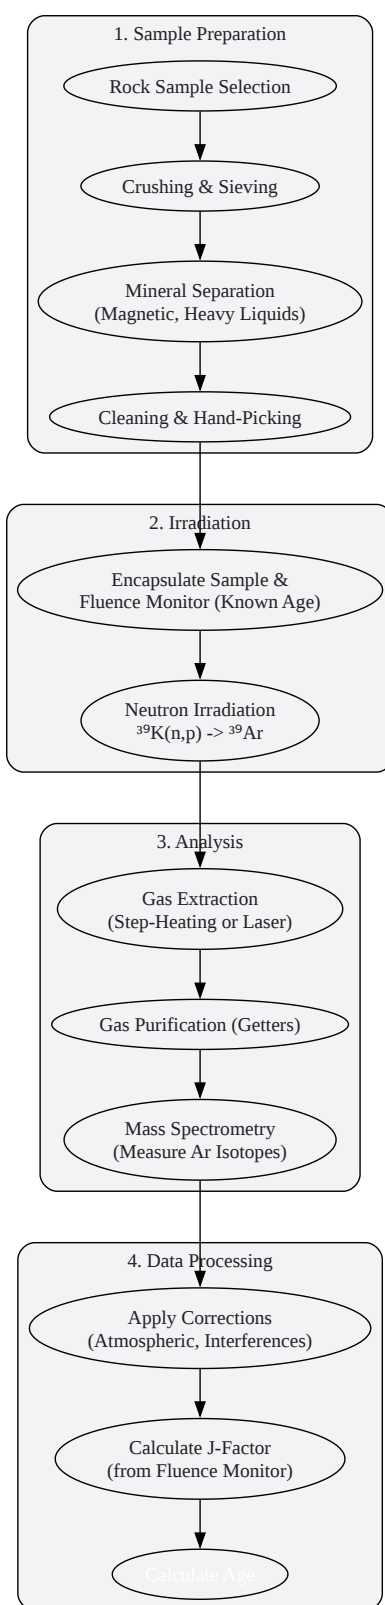 1. Sample Preparation
Rock Sample Selection
Crushing & Sieving
Mineral Separation
(Magnetic, Heavy Liquids)
Cleaning & Hand-Picking
2. Irradiation
Encapsulate Sample &
Fluence Monitor (Known Age)
Neutron Irradiation
³⁹K(n,p) -> ³⁹Ar
3. Analysis
Gas Extraction
(Step-Heating or Laser)
Gas Purification (Getters)
Mass Spectrometry
(Measure Ar Isotopes)
4. Data Processing
Apply Corrections
(Atmospheric, Interferences)
Calculate J-Factor
(from Fluence Monitor)
Calculate Age